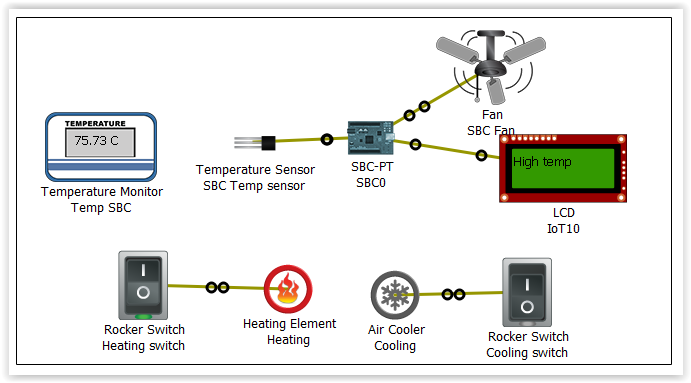 Fan
SBC Fan
TEMPERATURE
75.73 C
Temperature Monitor
Temp SBC
Temperature Sensor
SBC Temp sensor
SBC-PT
SBC0
High temp
LCD
IoT10
I
O
Rocker Switch
Heating switch
Heating Element
Heating
Air Cooler
Cooling
I
O
Rocker Switch
Cooling switch